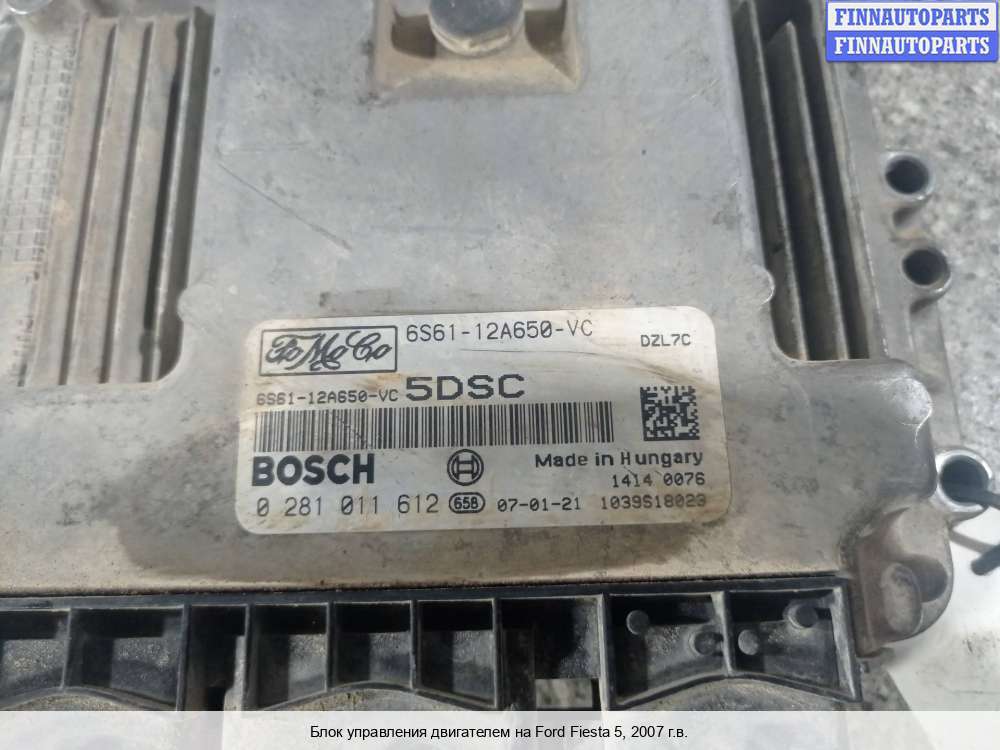 FINNAUTOPARTS
FINNAUTOPARTS
FoMoCo 6S61-12A650-VC DZL7C
6S61-12A650-VC 5DSC
BOSCH Made in Hungary
1414 0076
0 281 011 612 658 07-01-21 1039S18023
Блок управления двигателем на Ford Fiesta 5, 2007 г.в.